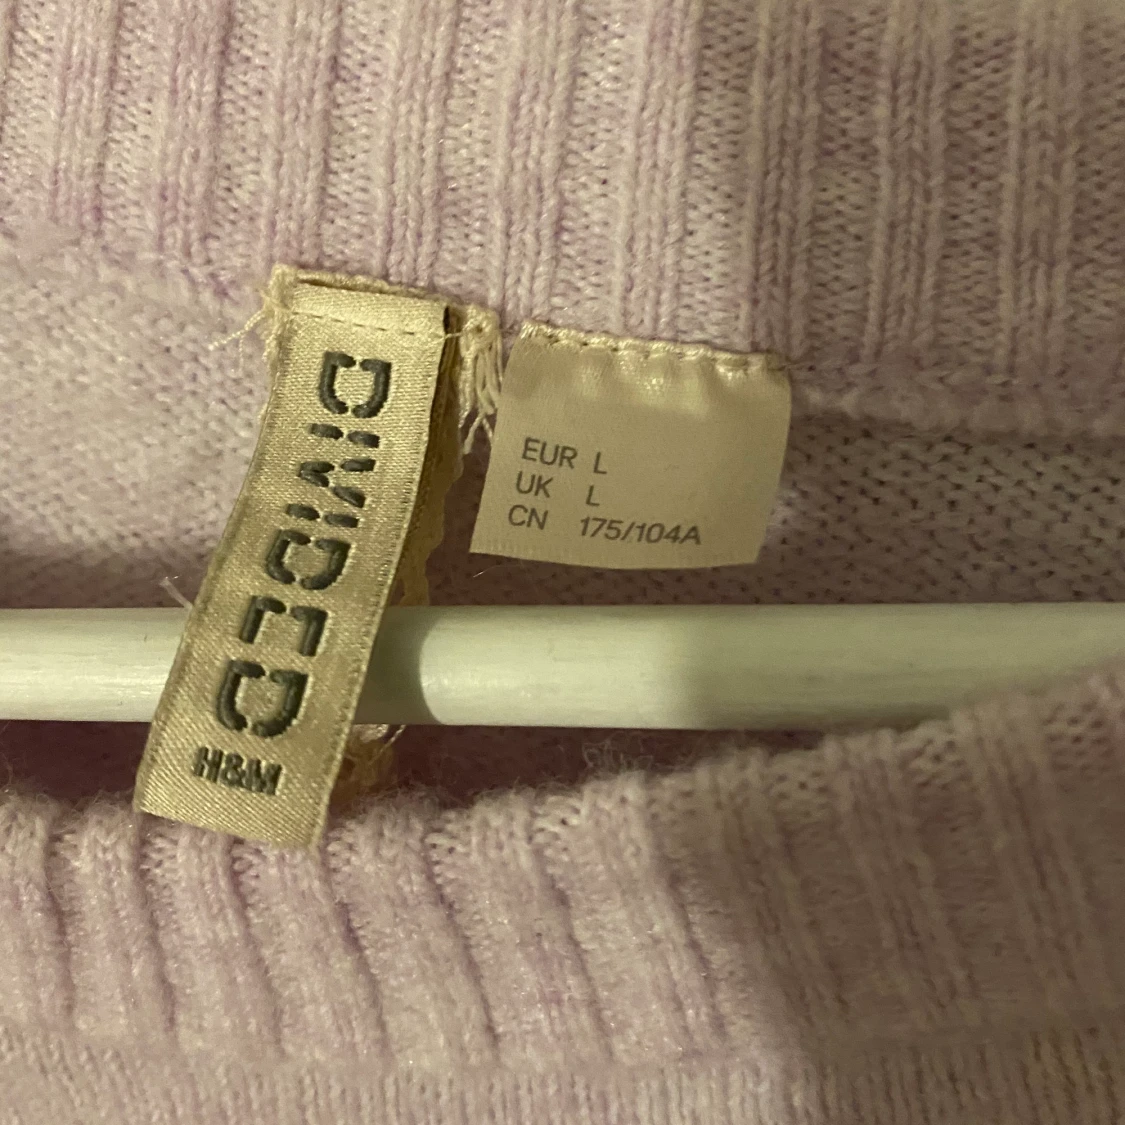 DIVIDED
H&M
EUR L
UK L
CN 175/104A